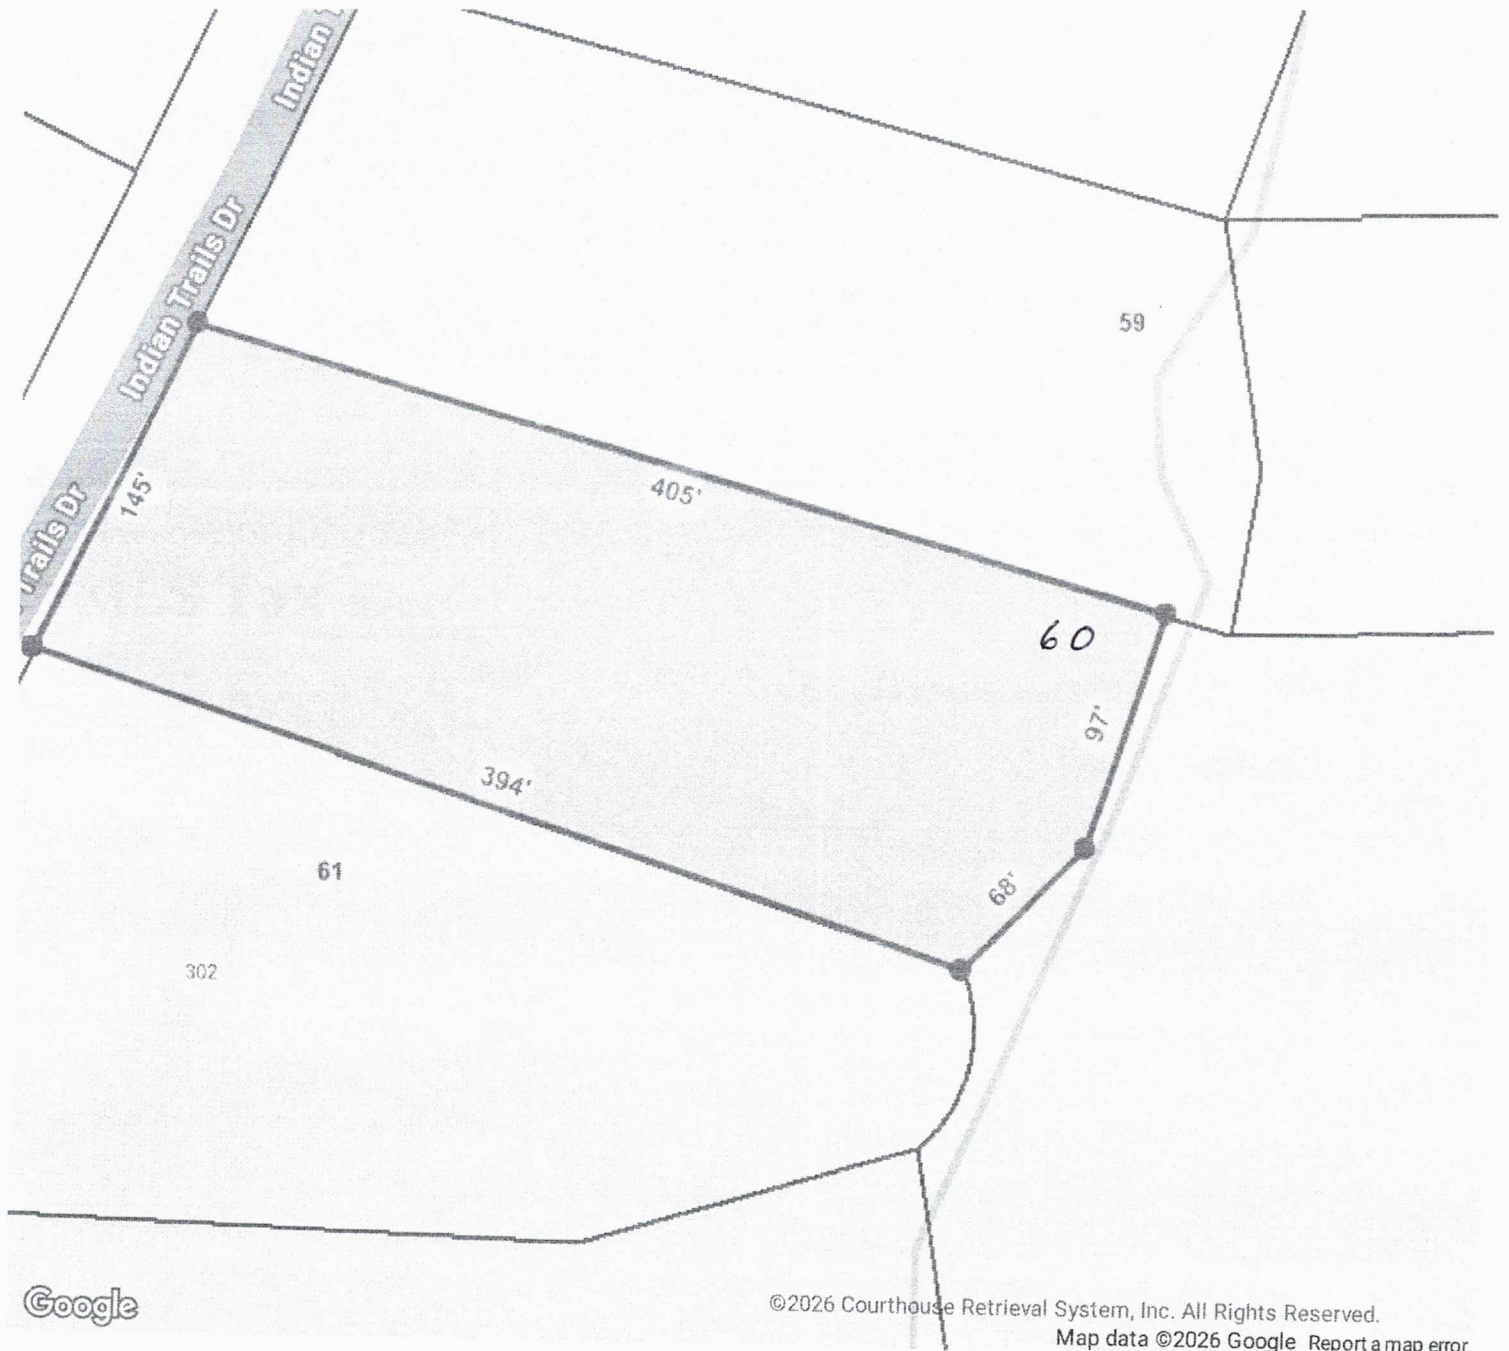 Indian T
Indian Trails Dr
Trails Dr
59
145'
405'
60
97'
394'
68'
61
302
Google
©2026 Courthouse Retrieval System, Inc. All Rights Reserved.
Map data ©2026 Google Report a map error